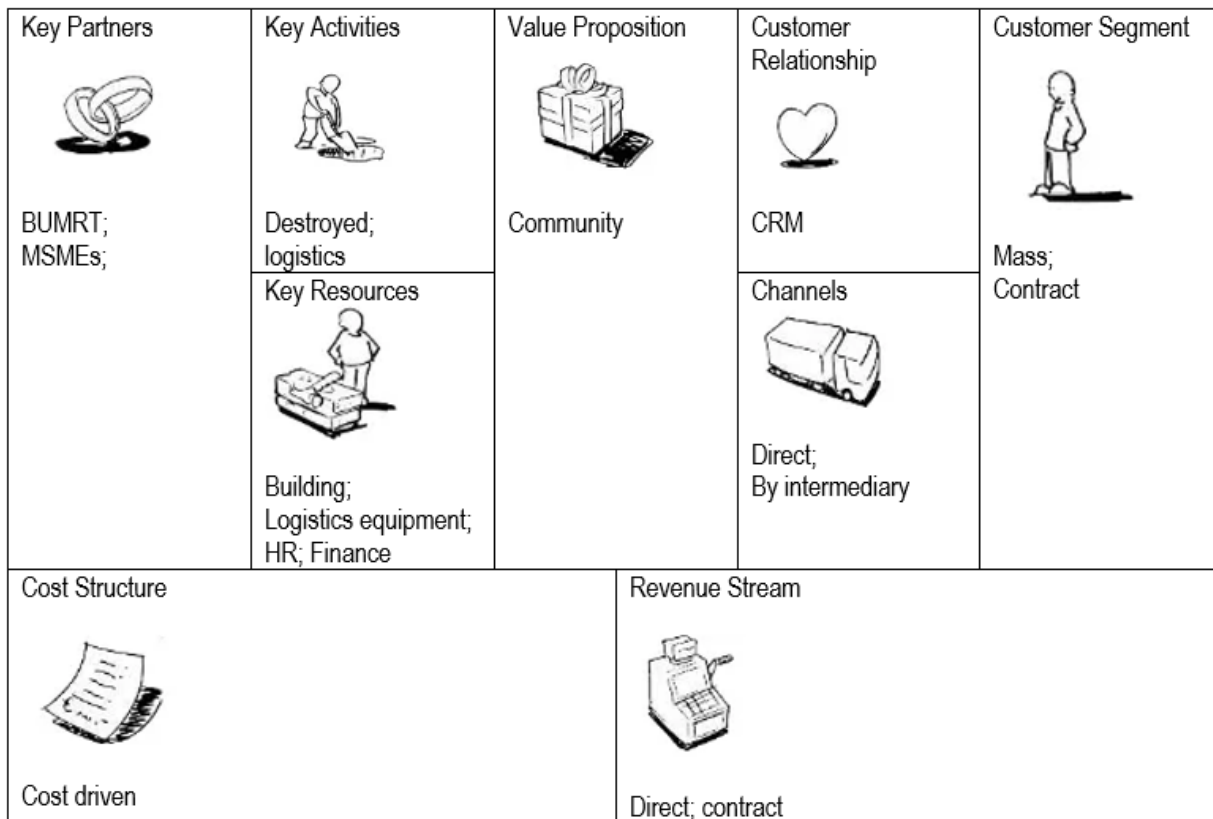 Key Partners
BUMRT;
MSMEs;
Key Activities
Destroyed;
logistics
Key Resources
Building;
Logistics equipment;
HR; Finance
Value Proposition
Community
Customer
Relationship
CRM
Channels
Direct;
By intermediary
Customer Segment
Mass;
Contract
Cost Structure
Cost driven
Revenue Stream
Direct; contract